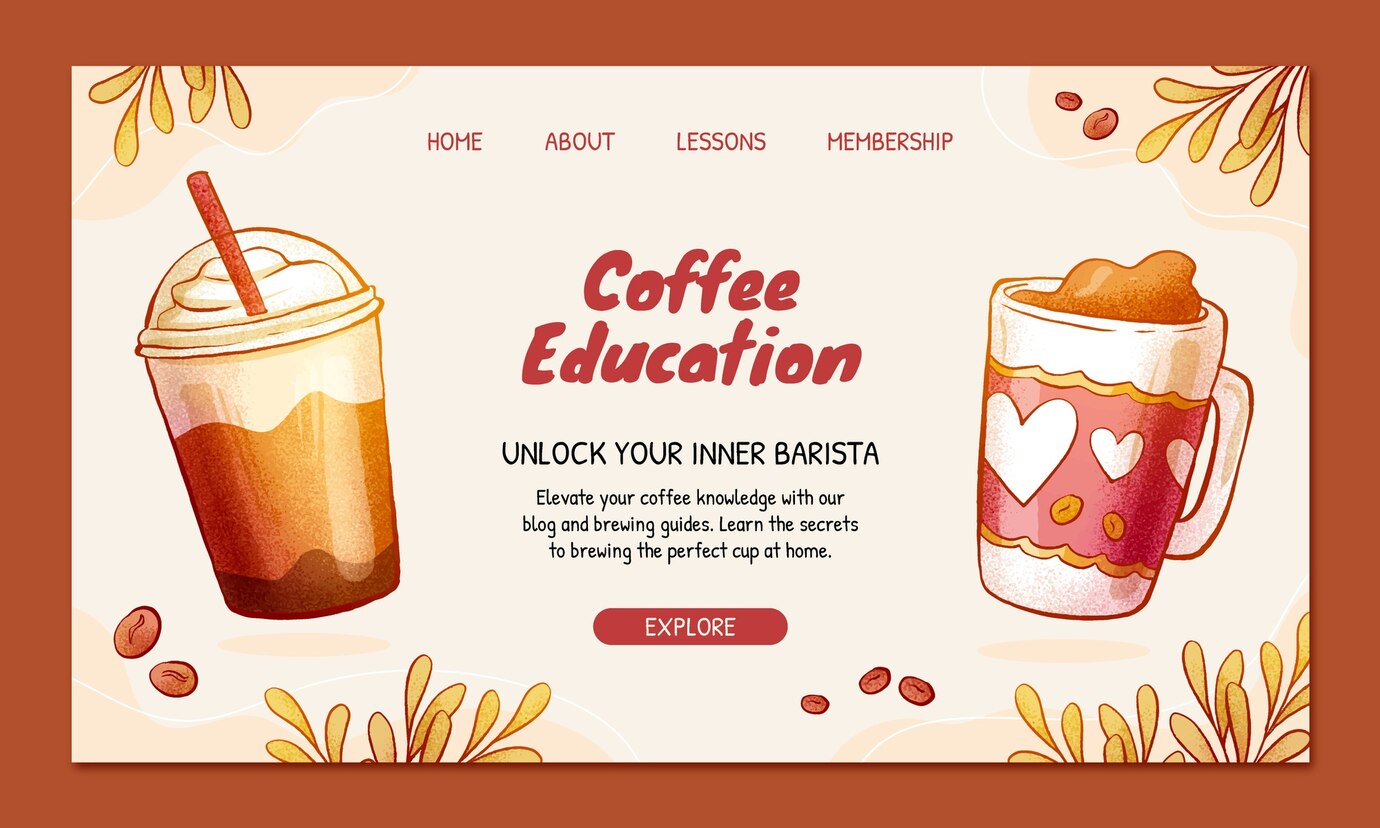 HOME ABOUT LESSONS MEMBERSHIP
Coffee
Education
UNLOCK YOUR INNER BARISTA
Elevate your coffee knowledge with our
blog and brewing guides. Learn the secrets
to brewing the perfect cup at home.
EXPLORE